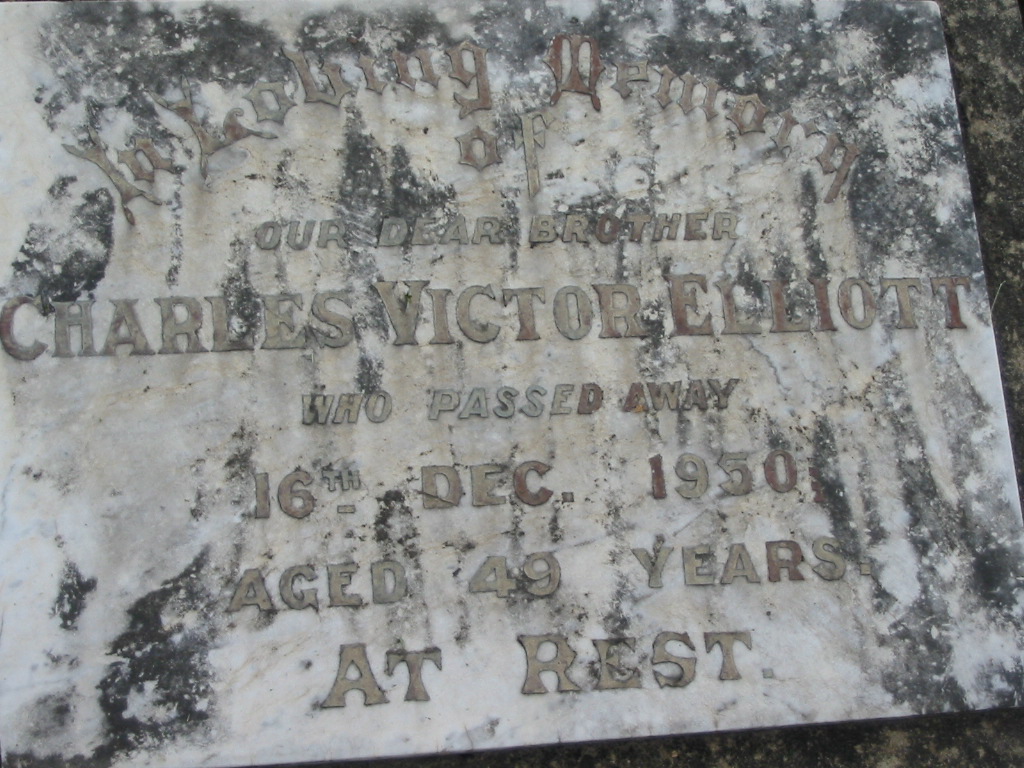 In Loving Memory
of
OUR DEAR BROTHER
CHARLES VICTOR ELLIOTT
WHO PASSED AWAY
16TH DEC. 1950,
AGED 49 YEARS.
AT REST.